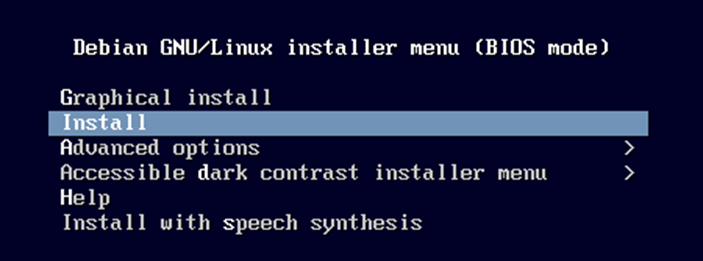 Debian GNU/Linux installer menu (BIOS mode)
Graphical install
Install
Advanced options >
Accessible dark contrast installer menu >
Help
Install with speech synthesis